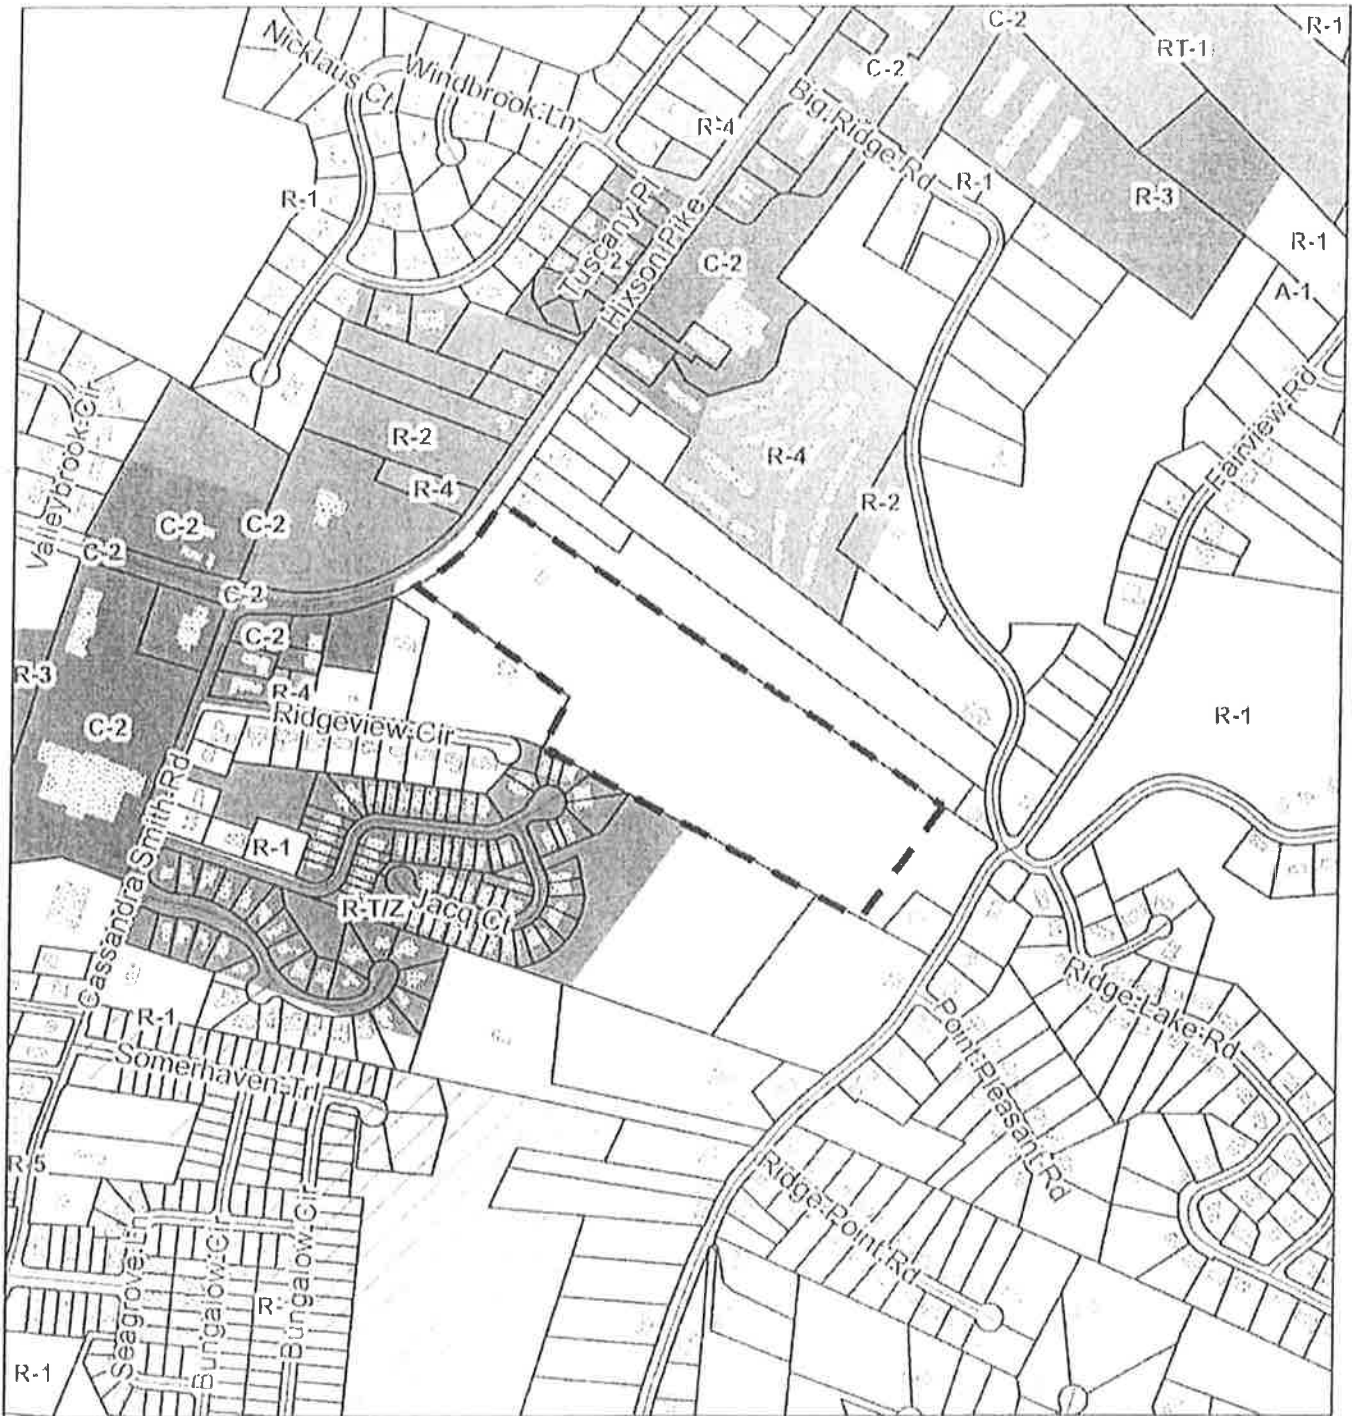 C-2
R-1
RT-1
Nicklaus Ct
Windbrook Ln
C-2
Big Ridge Rd
R-4
R-1
R-3
R-1
Tuscany Pl
Hixson Pike
R-1
C-2
A-1
Fairview Rd
Valleybrook Cir
R-2
R-4
R-4
R-2
C-2
C-2
C-2
C-2
C-2
R-3
R-4
Ridgeview Cir
R-1
C-2
Cassandra Smith Rd
R-1
R-T/Z
Jacq Ct
Ridge Lake Rd
R-1
Somerhaven Trl
Point Pleasant Rd
R-5
Ridge Point Rd
Seagrove Ln
Bungalow Cir
Bungalow Cir
R-1